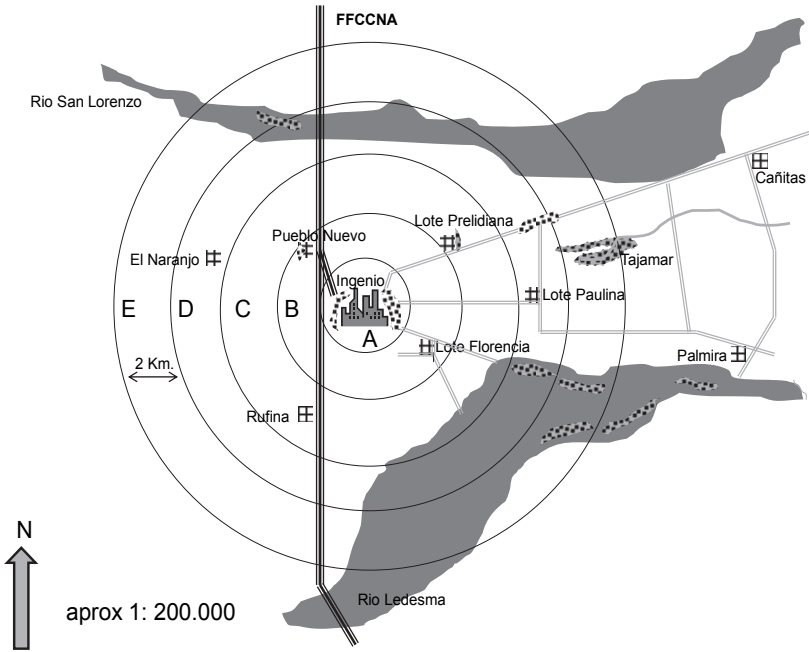 FFCCNA
Rio San Lorenzo
Cañitas
Lote Prelidiana
Pueblo Nuevo
El Naranjo
Tajamar
Ingenio
E D C B
Lote Paulina
A
Lote Florencia
Palmira
2 Km.
Rufina
N
Rio Ledesma
aprox 1: 200.000